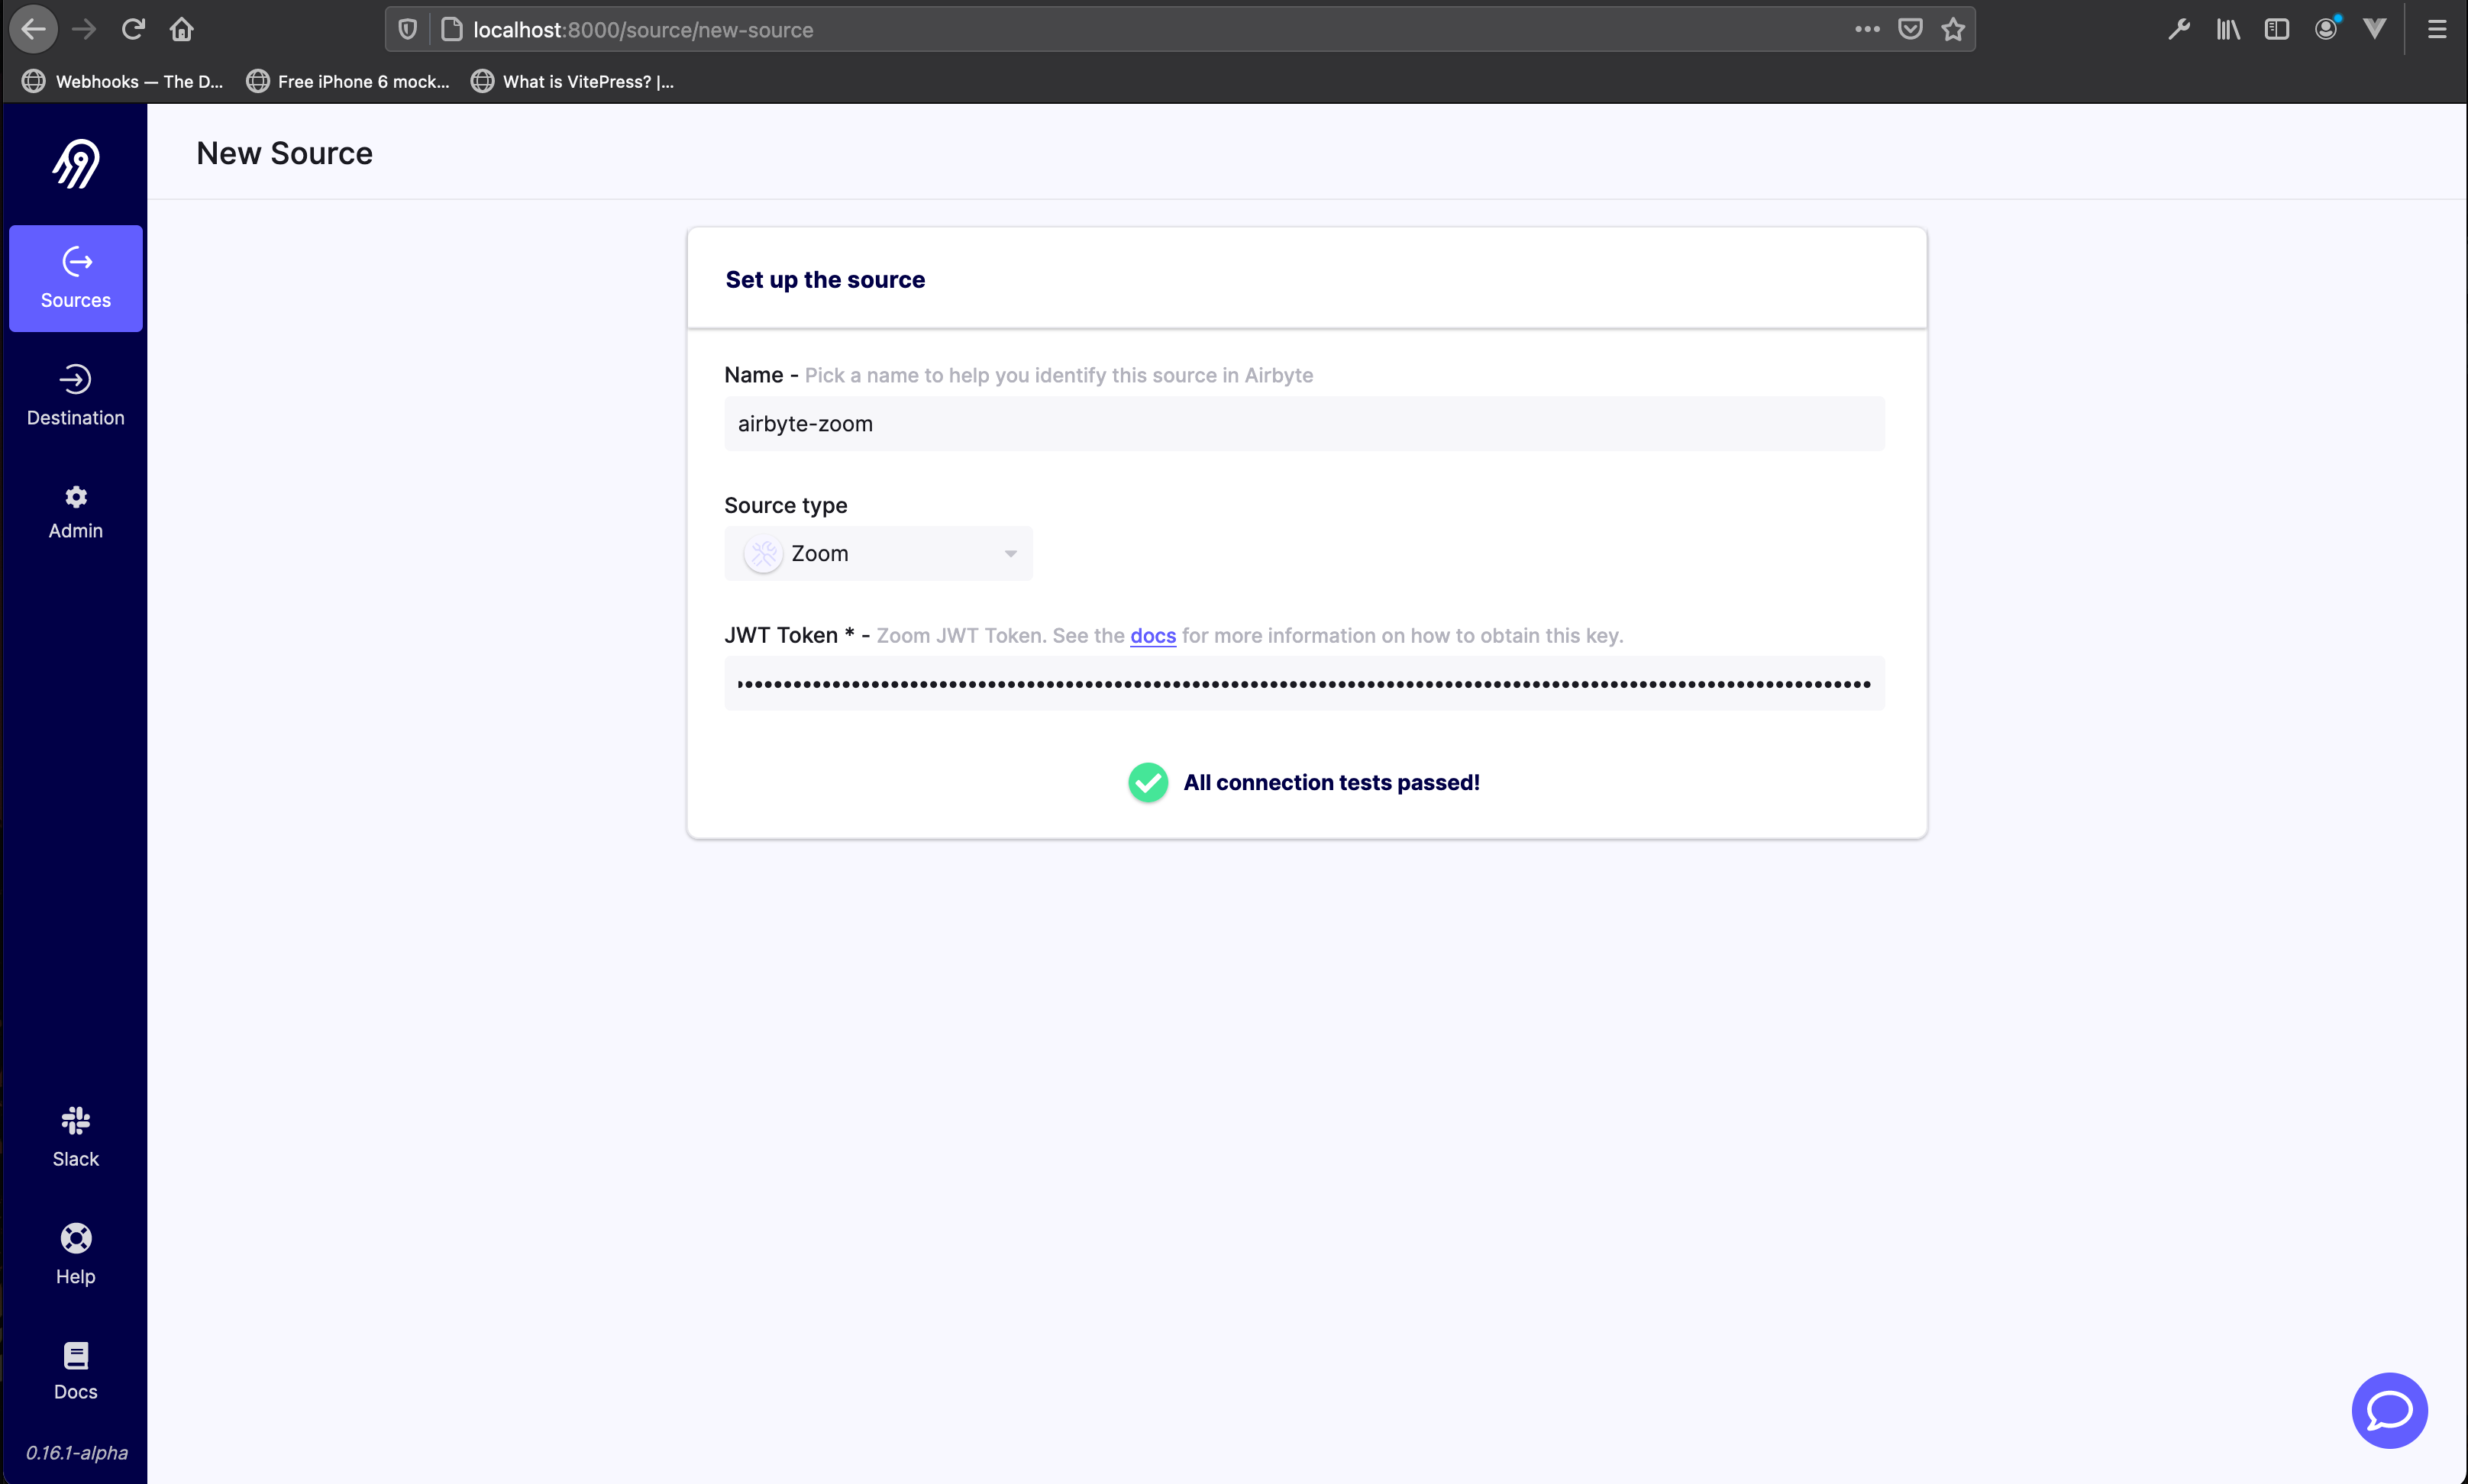 localhost:8000/source/new-source
Webhooks — The D...
Free iPhone 6 mock...
What is VitePress? |...
New Source
Sources
Destination
Admin
Slack
Help
Docs
0.16.1-alpha
Set up the source
Name - Pick a name to help you identify this source in Airbyte
airbyte-zoom
Source type
Zoom
JWT Token * - Zoom JWT Token. See the docs for more information on how to obtain this key.
All connection tests passed!